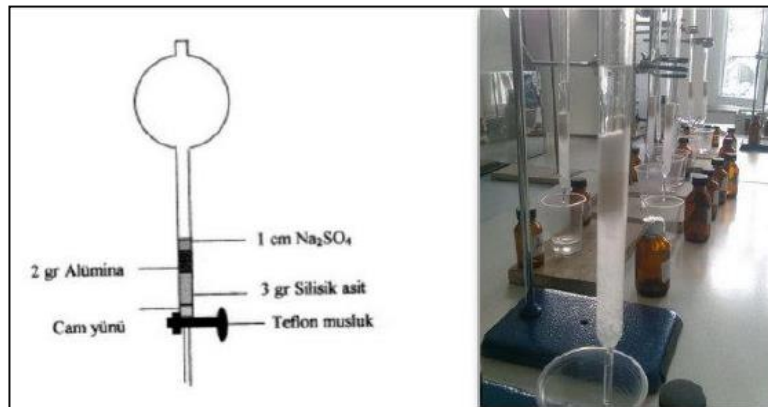 1 cm Na₂SO₄
2 gr Alümina
3 gr Silisik asit
Cam yünü
Teflon musluk